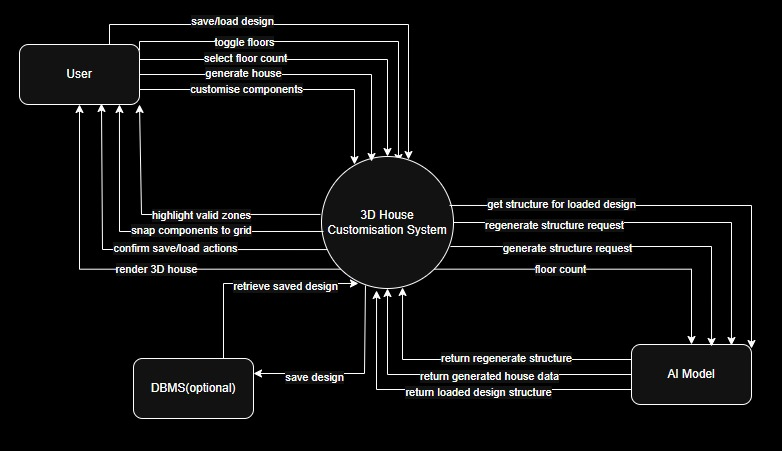 save/load design
toggle floors
select floor count
User
generate house
customise components
get structure for loaded design
highlight valid zones
3D House
Customisation System
regenerate structure request
snap components to grid
confirm save/load actions
generate structure request
render 3D house
floor count
retrieve saved design
return regenerate structure
AI Model
save design
return generated house data
DBMS(optional)
return loaded design structure